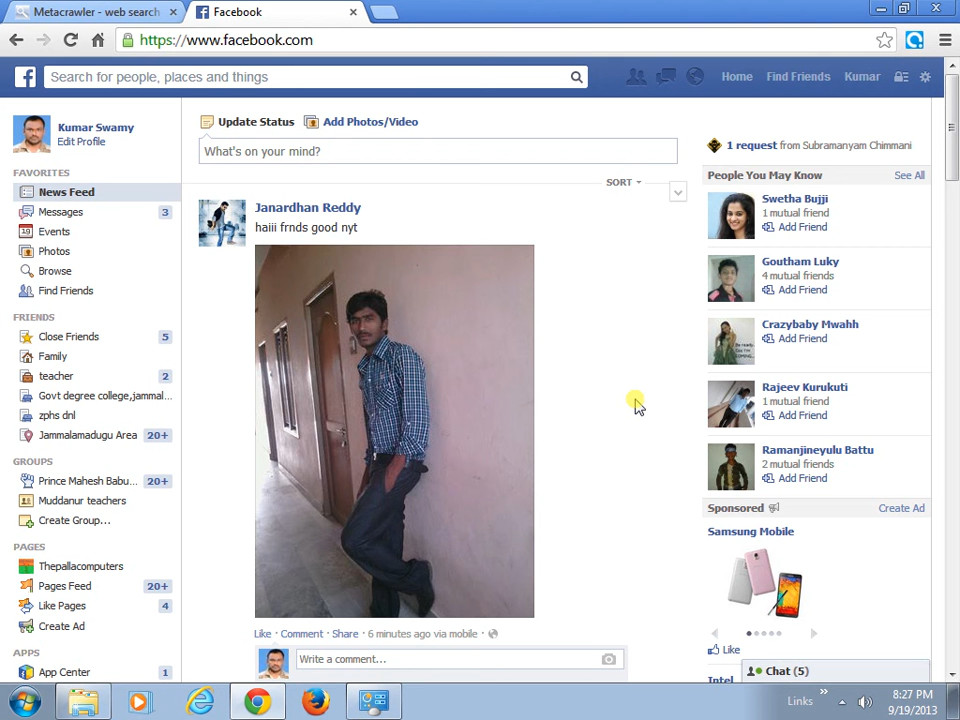 Metacrawler - web search
Facebook
https://www.facebook.com
Search for people, places and things
Home
Find Friends
Kumar
Kumar Swamy
Edit Profile
FAVORITES
News Feed
Messages 3
Events
Photos
Browse
Find Friends
FRIENDS
Close Friends 5
Family
teacher 2
Govt degree college,jammal...
zphs dnl
Jammalamadugu Area 20+
GROUPS
Prince Mahesh Babu... 20+
Muddanur teachers
Create Group...
PAGES
Thepallacomputers
Pages Feed 20+
Like Pages 4
Create Ad
APPS
App Center 1
Update Status Add Photos/Video
What's on your mind?
SORT
Janardhan Reddy
haiii frnds good nyt
Like · Comment · Share · 6 minutes ago via mobile ·
Write a comment...
1 request from Subramanyam Chimmani
People You May Know See All
Swetha Bujji
1 mutual friend
Add Friend
Goutham Luky
4 mutual friends
Add Friend
Crazybaby Mwahh
Add Friend
Rajeev Kurukuti
1 mutual friend
Add Friend
Ramanjineyulu Battu
2 mutual friends
Add Friend
Sponsored Create Ad
Samsung Mobile
Like
Intel
Chat (5)
Links
8:27 PM
9/19/2013